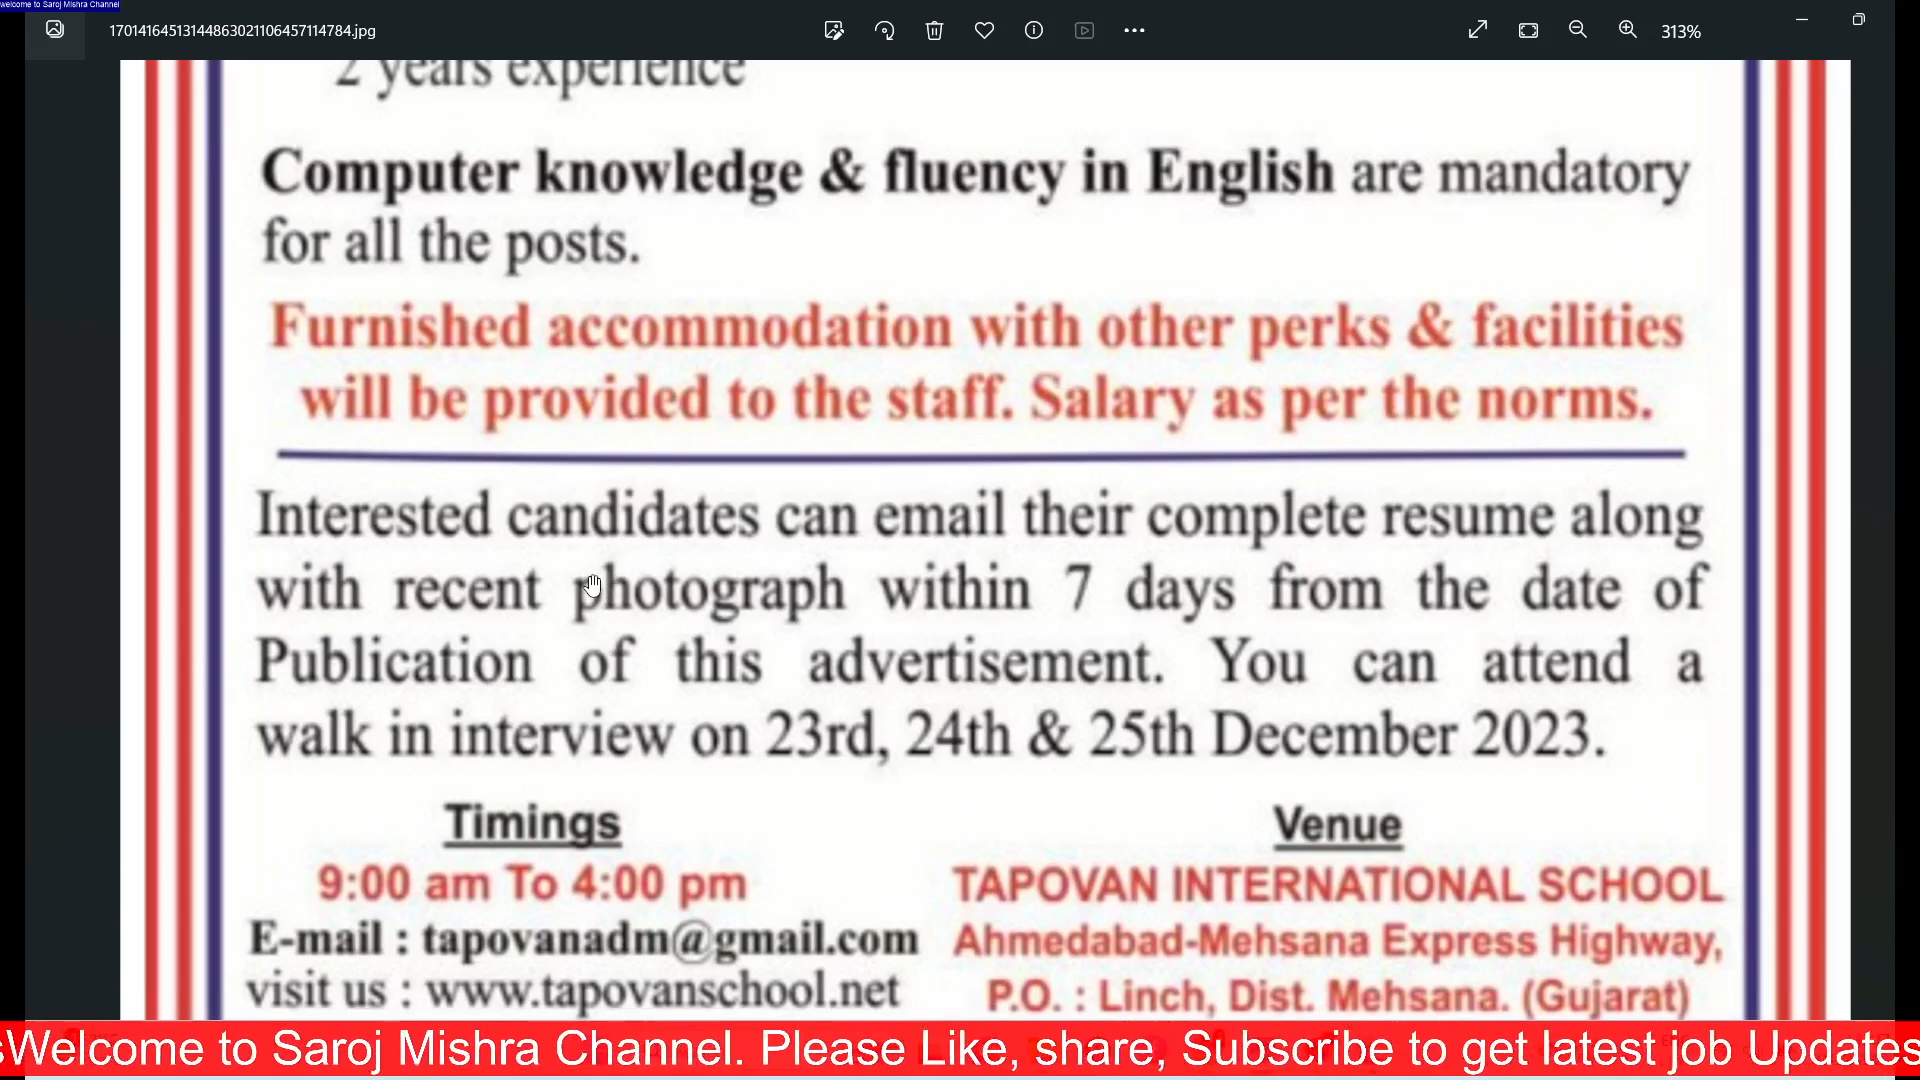 welcome to Saroj Mishra Channel
17014164513144863021106457114784.jpg
313%
2 years experience
Computer knowledge & fluency in English are mandatory
for all the posts.
Furnished accommodation with other perks & facilities
will be provided to the staff. Salary as per the norms.
Interested candidates can email their complete resume along
with recent photograph within 7 days from the date of
Publication of this advertisement. You can attend a
walk in interview on 23rd, 24th & 25th December 2023.
Timings
9:00 am To 4:00 pm
E-mail : tapovanadm@gmail.com
visit us : www.tapovanschool.net
Venue
TAPOVAN INTERNATIONAL SCHOOL
Ahmedabad-Mehsana Express Highway,
P.O. : Linch, Dist. Mehsana. (Gujarat)
sWelcome to Saroj Mishra Channel. Please Like, share, Subscribe to get latest job Updates